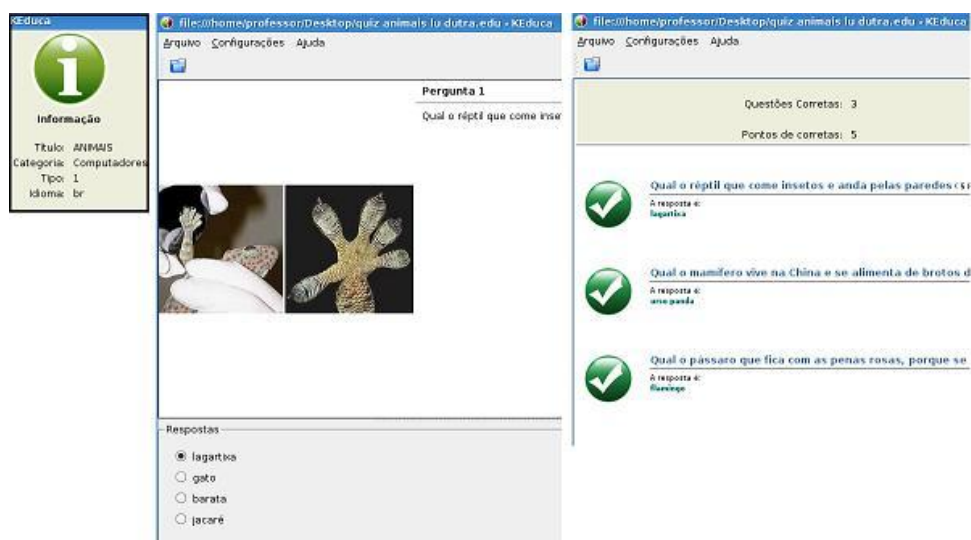 KEduca
Informação
Título: ANIMAIS
Categoria: Computadores
Tipo: 1
Idioma: br
file:///home/professor/Desktop/quiz animais lu dutra.edu - KEduca
Arquivo Configurações Ajuda
Pergunta 1
Qual o réptil que come inse
Respostas
lagartixa
gato
barata
jacaré
file:///home/professor/Desktop/quiz animais lu dutra.edu - KEduca
Arquivo Configurações Ajuda
Questões Corretas: 3
Pontos de corretas: 5
Qual o réptil que come insetos e anda pelas paredes
A resposta é:
lagartixa
Qual o mamífero vive na China e se alimenta de brotos d
A resposta é:
urso panda
Qual o pássaro que fica com as penas rosas, porque se
A resposta é:
flamingo